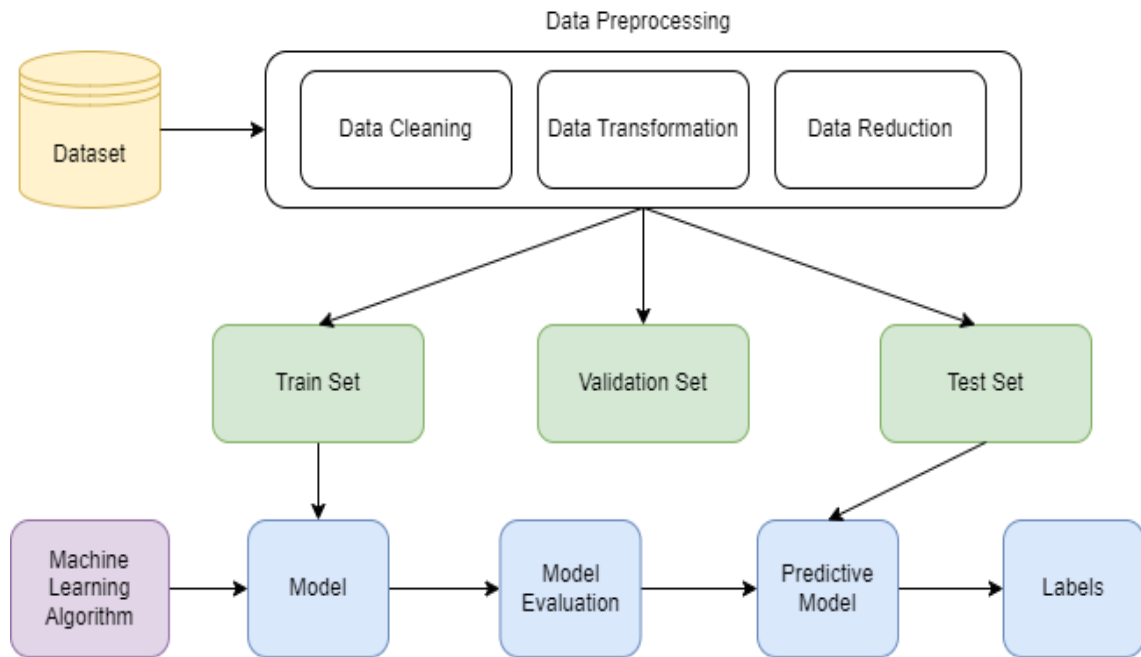 Data Preprocessing
Dataset
Data Cleaning
Data Transformation
Data Reduction
Train Set
Validation Set
Test Set
Machine
Learning
Algorithm
Model
Model
Evaluation
Predictive
Model
Labels